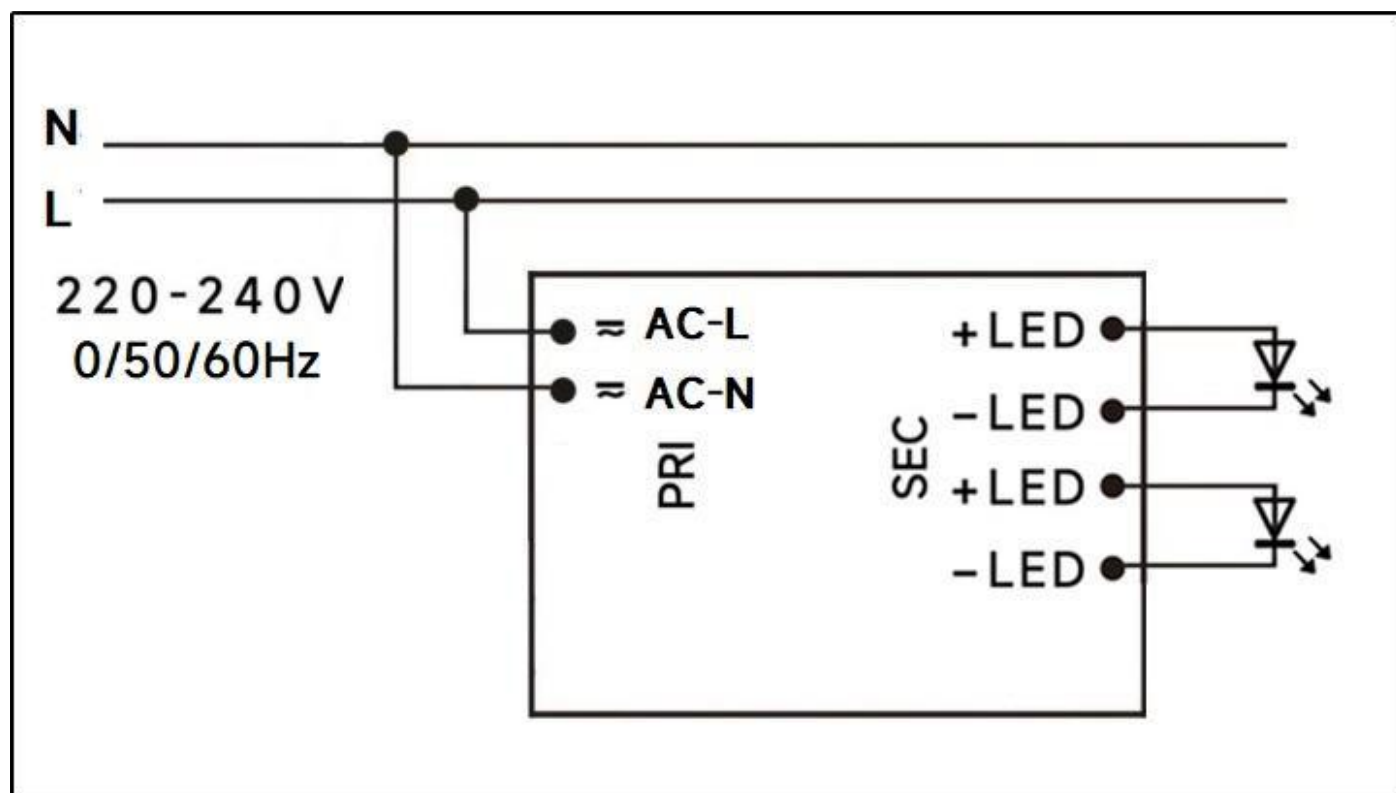 N
L
220-240V
0/50/60Hz
≂ AC-L
≂ AC-N
PRI
SEC
+LED
-LED
+LED
-LED